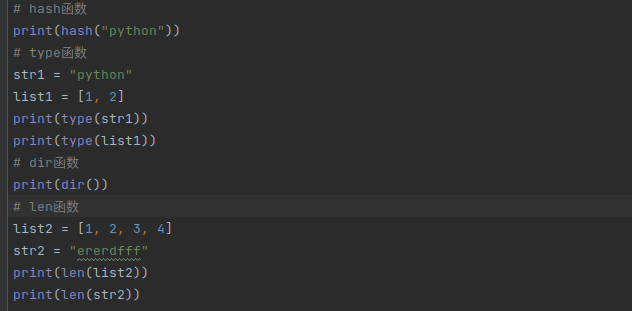 # hash函数
print(hash("python"))
# type函数
str1 = "python"
list1 = [1, 2]
print(type(str1))
print(type(list1))
# dir函数
print(dir())
# len函数
list2 = [1, 2, 3, 4]
str2 = "ererdfff"
print(len(list2))
print(len(str2))